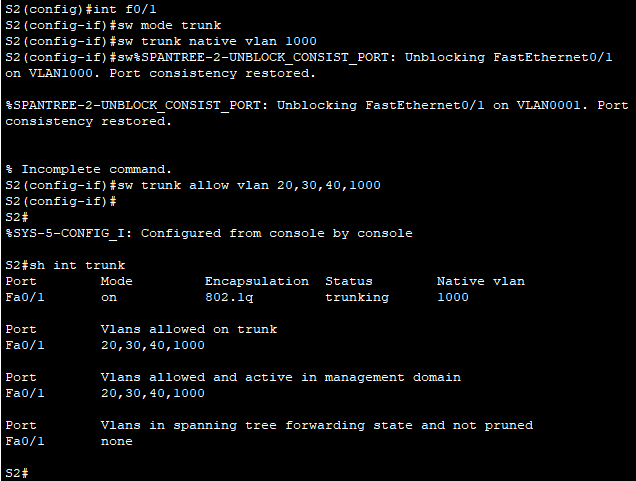 S2(config)#int f0/1
S2(config-if)#sw mode trunk
S2(config-if)#sw trunk native vlan 1000
S2(config-if)#sw%SPANTREE-2-UNBLOCK_CONSIST_PORT: Unblocking FastEthernet0/1
on VLAN1000. Port consistency restored.
%SPANTREE-2-UNBLOCK_CONSIST_PORT: Unblocking FastEthernet0/1 on VLAN0001. Port
consistency restored.
% Incomplete command.
S2(config-if)#sw trunk allow vlan 20,30,40,1000
S2(config-if)#
S2#
%SYS-5-CONFIG_I: Configured from console by console
S2#sh int trunk
Port Mode Encapsulation Status Native vlan
Fa0/1 on 802.1q trunking 1000
Port Vlans allowed on trunk
Fa0/1 20,30,40,1000
Port Vlans allowed and active in management domain
Fa0/1 20,30,40,1000
Port Vlans in spanning tree forwarding state and not pruned
Fa0/1 none
S2#